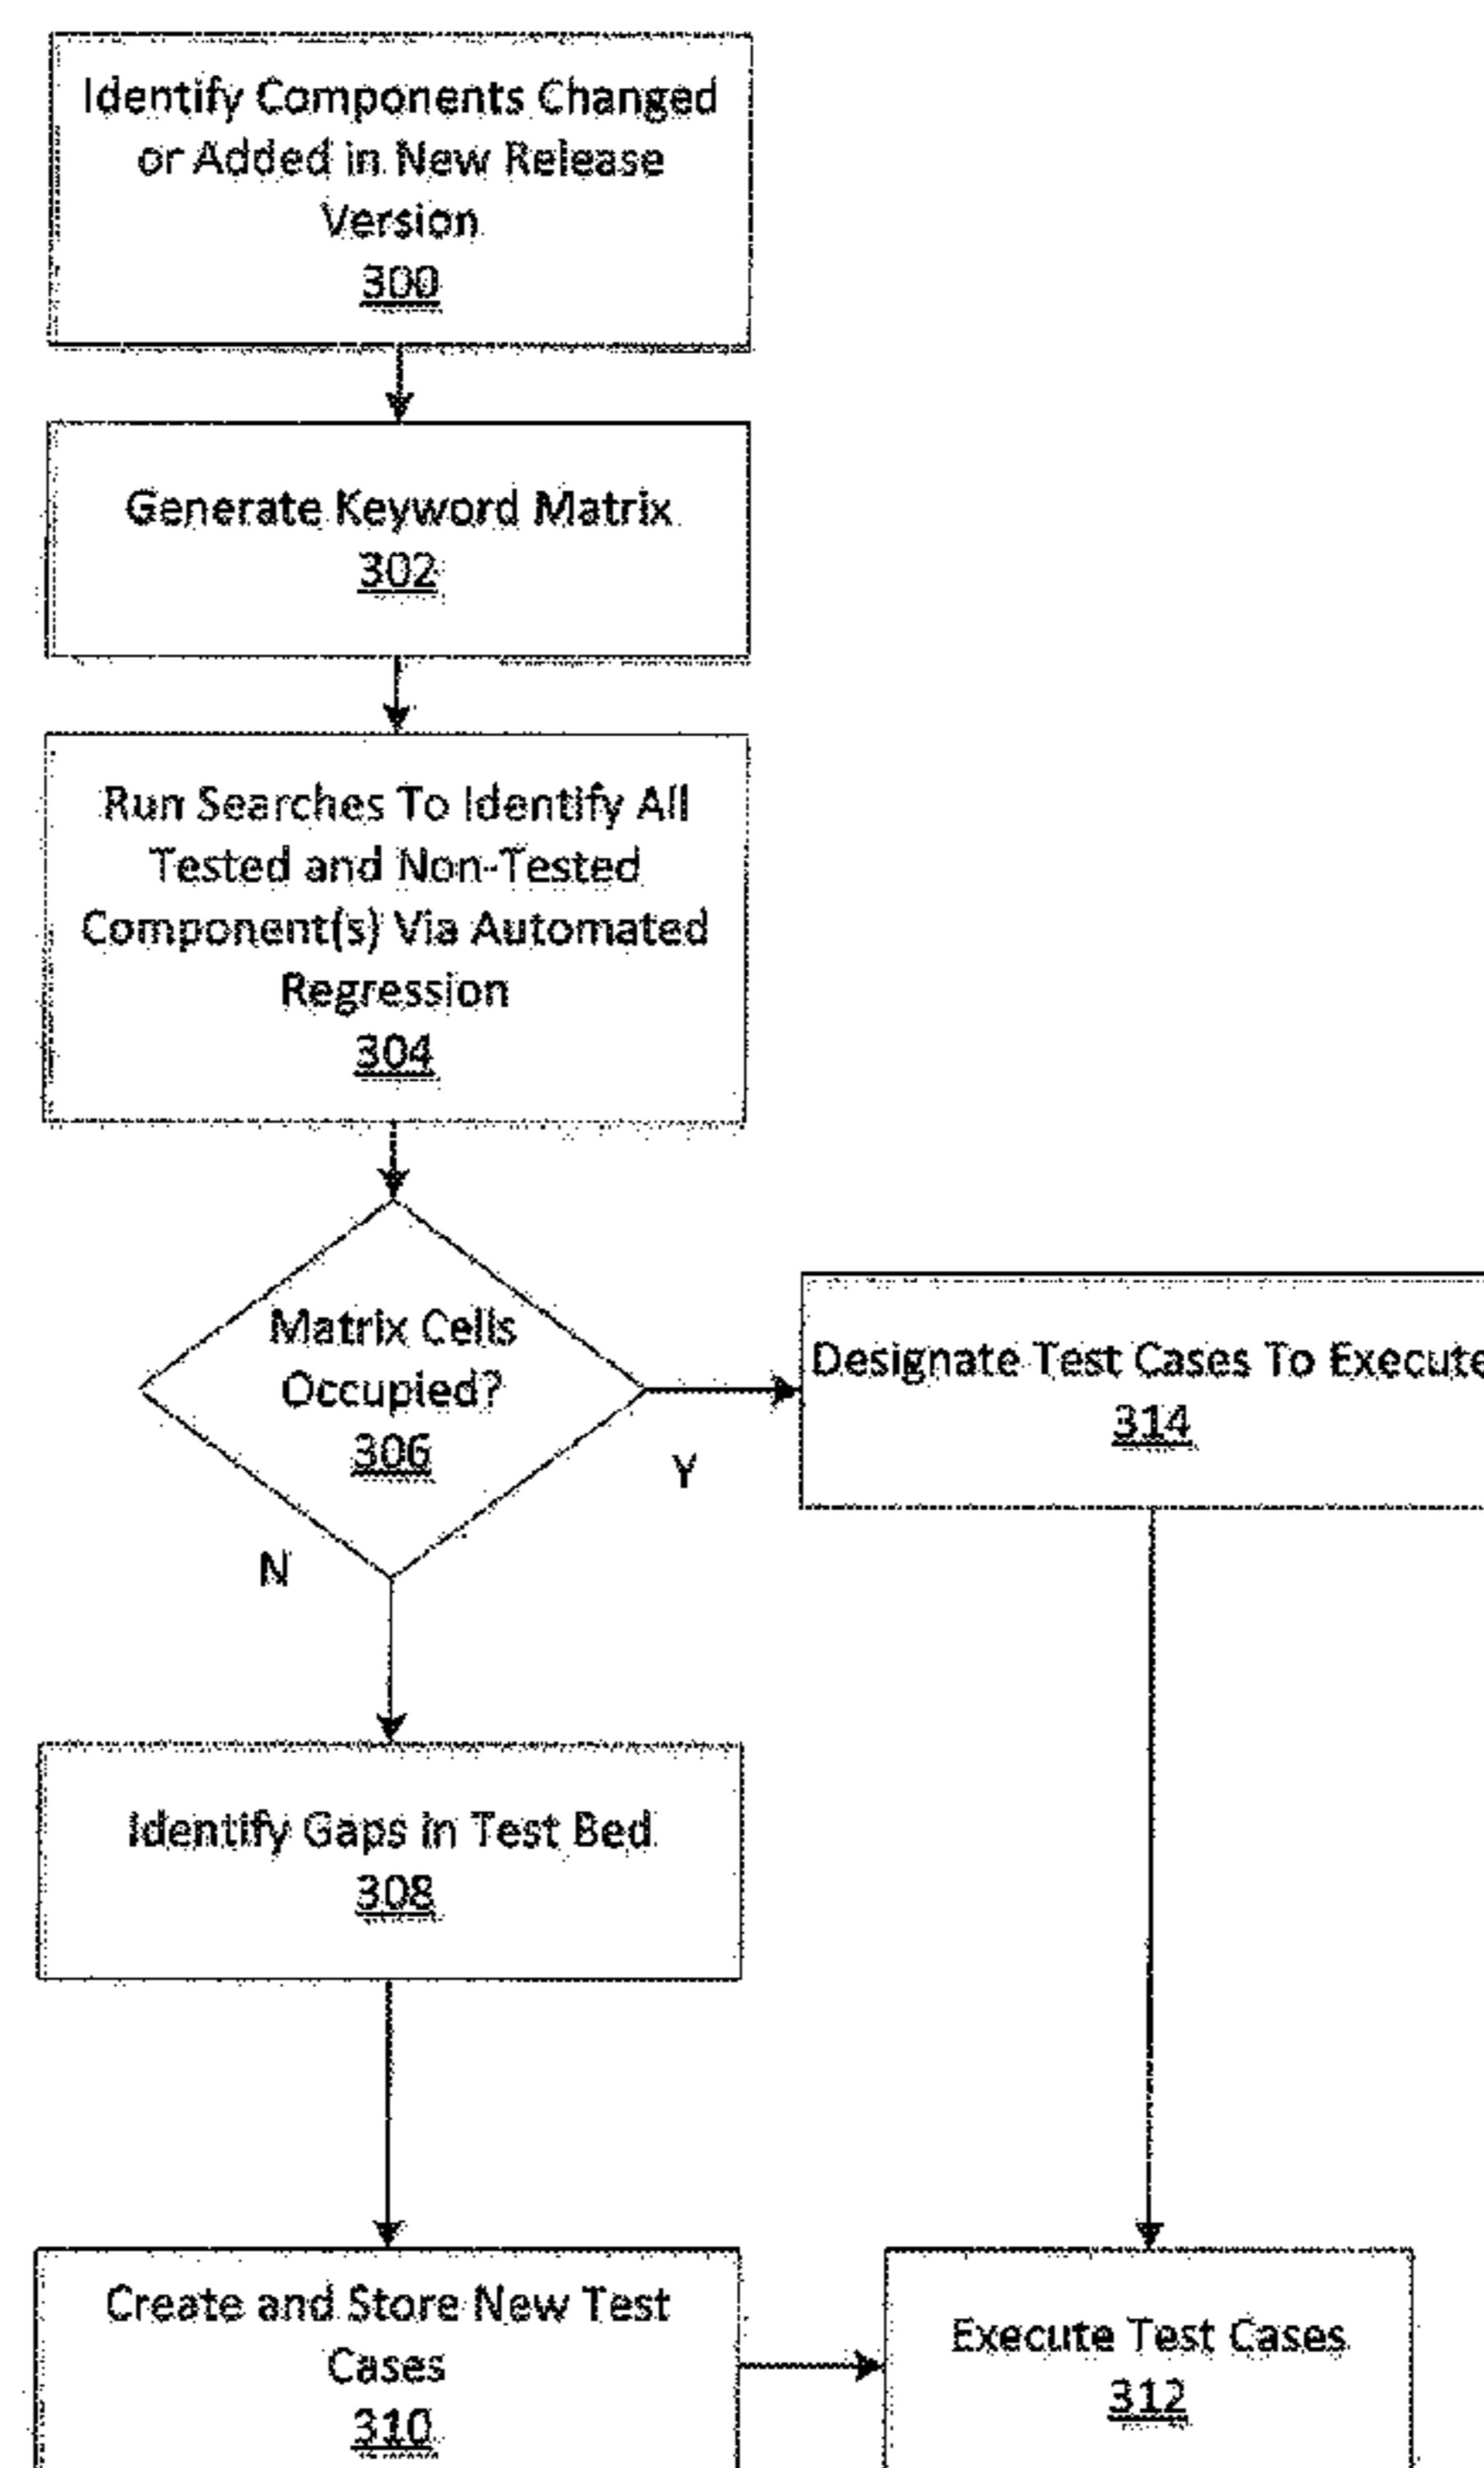 Identify Components Changed
or Added in New Release
Version
300
Generate Keyword Matrix
302
Run Searches To Identify All
Tested and Non-Tested
Component(s) Via Automated
Regression
304
Matrix Cells
Occupied?
306
Y
N
Designate Test Cases To Execute
314
Identify Gaps in Test Bed
308
Create and Store New Test
Cases
310
Execute Test Cases
312